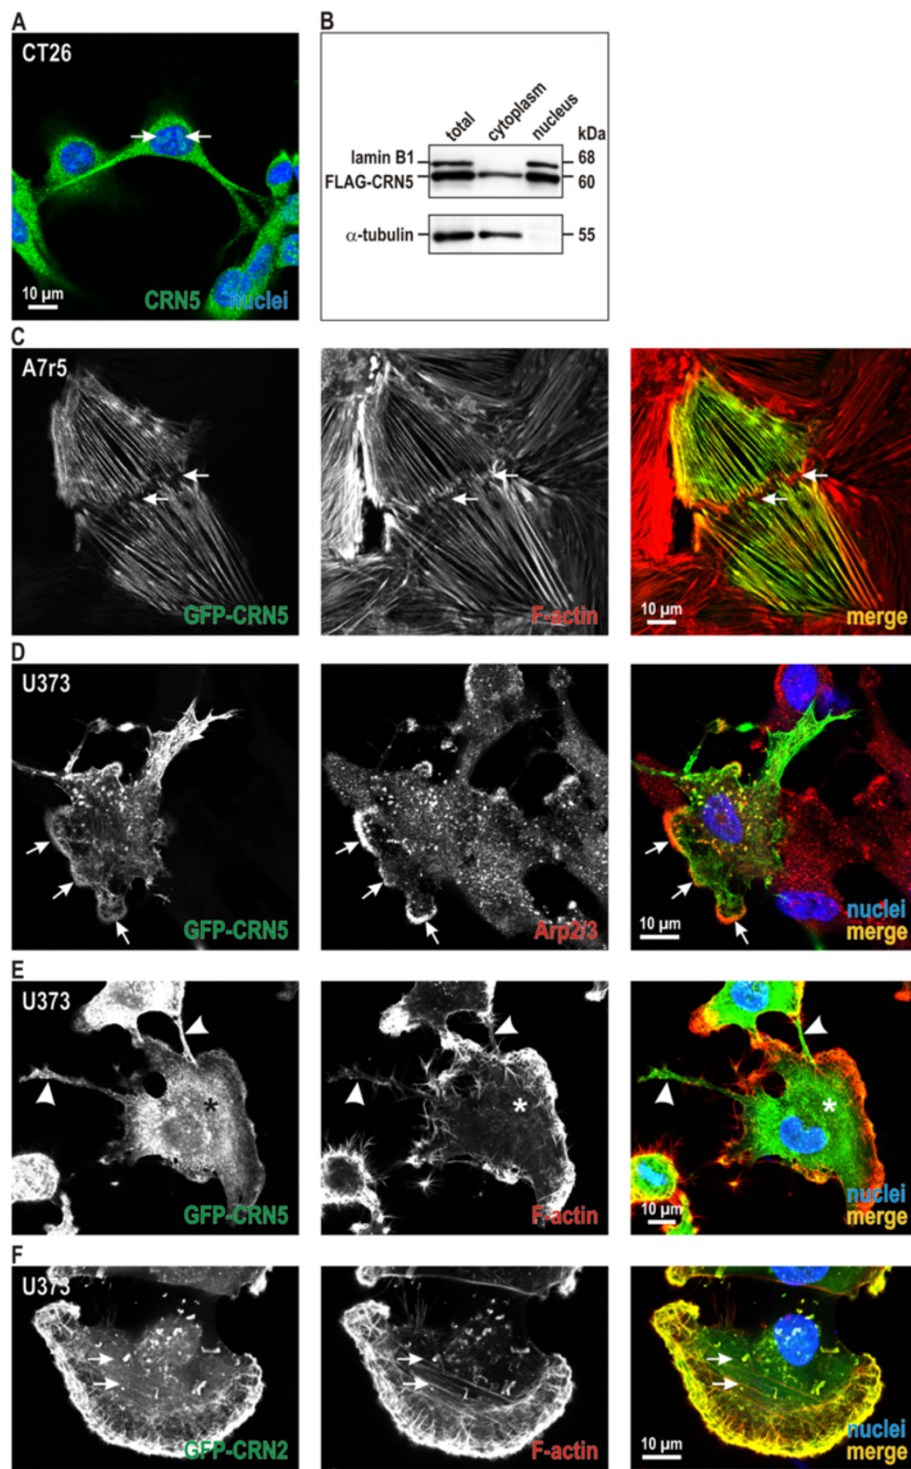 A
CT26
CRN5 nuclei
10 µm
B
total cytoplasm nucleus kDa
lamin B1 68
FLAG-CRN5 60
α-tubulin 55
C
A7r5
GFP-CRN5
F-actin
10 µm
merge
D
U373
GFP-CRN5
Arp2/3
nuclei
10 µm
merge
E
U373
GFP-CRN5
F-actin
nuclei
10 µm
merge
F
U373
GFP-CRN2
F-actin
nuclei
10 µm
merge